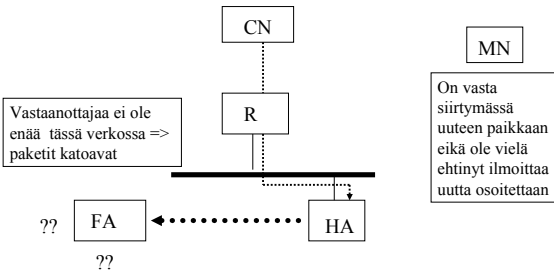 CN
MN
On vasta
siirtymässä
uuteen paikkaan
eikä ole vielä
ehtinyt ilmoittaa
uutta osoitettaan
Vastaanottajaa ei ole
enää tässä verkossa =>
paketit katoavat
R
??
FA
HA
??